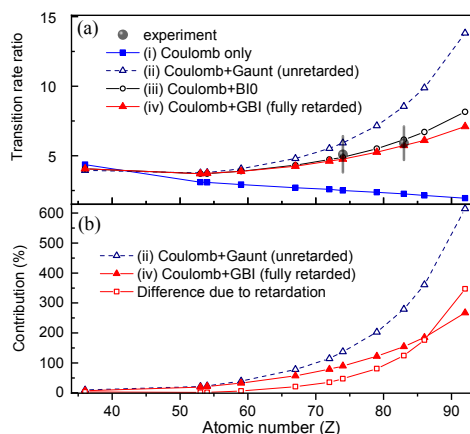 (a)
experiment
(i) Coulomb only
(ii) Coulomb+Gaunt (unretarded)
(iii) Coulomb+BI0
(iv) Coulomb+GBI (fully retarded)
15
10
5
Transition rate ratio
(b)
(ii) Coulomb+Gaunt (unretarded)
(iv) Coulomb+GBI (fully retarded)
Difference due to retardation
600
500
400
300
200
100
0
Contribution (%)
40 50 60 70 80 90
Atomic number (Z)